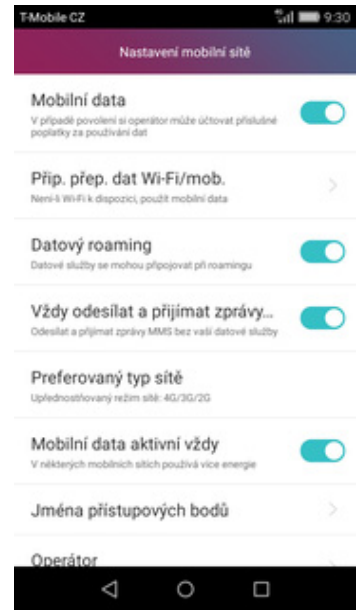 T-Mobile CZ 9:30
Nastavení mobilní sítě
Mobilní data
V případě povolení si operátor může účtovat příslušné
poplatky za používání dat
Přip. přep. dat Wi-Fi/mob.
Není-li Wi-Fi k dispozici, použít mobilní data
Datový roaming
Datové služby se mohou připojovat při roamingu
Vždy odesílat a přijímat zprávy...
Odesílat a přijímat zprávy MMS bez vaší datové služby
Preferovaný typ sítě
Upřednostňovaný režim sítě: 4G/3G/2G
Mobilní data aktivní vždy
V některých mobilních sítích používá více energie
Jména přístupových bodů
Operátor